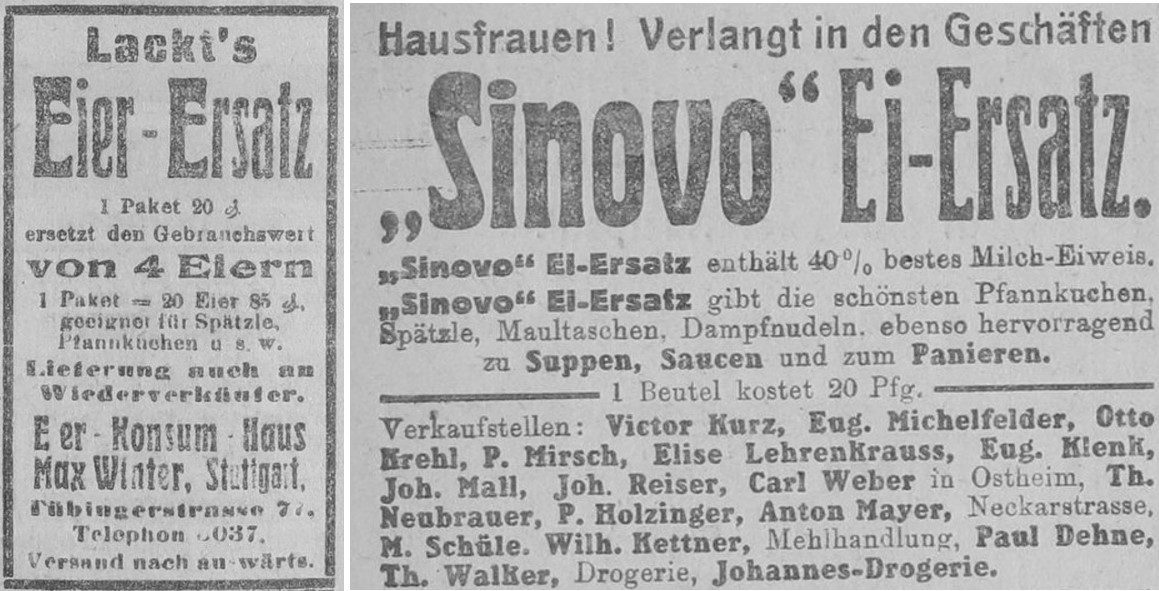 Lackt's
Eier-Ersatz
1 Paket 20 ₰
ersetzt den Gebrauchswert
von 4 Eiern
1 Paket = 20 Eier 85 ₰,
geeignet für Spätzle,
Pfannküchen u s. w.
Lieferung auch an
Wiederverkäufer.
Eier-Konsum-Haus
Max Winter, Stuttgart,
Tübingerstrasse
Telephon
Versand nach auswärts.
Hausfrauen! Verlangt in den Geschäften
„Sinovo“ Ei-Ersatz.
„Sinovo“ Ei-Ersatz enthält 40% bestes Milch-Eiweis.
„Sinovo“ Ei-Ersatz gibt die schönsten Pfannkuchen,
Spätzle, Maultaschen, Dampfnudeln, ebenso hervorragend
zu Suppen, Saucen und zum Panieren.
1 Beutel kostet 20 Pfg.
Verkaufstellen: Victor Kurz, Eug. Michelfelder, Otto
Krehl, P. Mirsch, Elise Lehrenkrauss, Eug. Klenk,
Joh. Mall, Joh. Reiser, Carl Weber in Ostheim, Th.
Neubrauer, P. Holzinger, Anton Mayer, Neckarstrasse,
M. Schüle, Wilh. Kettner, Mehlhandlung, Paul Dehne,
Th. Walker, Drogerie, Johannes-Drogerie.